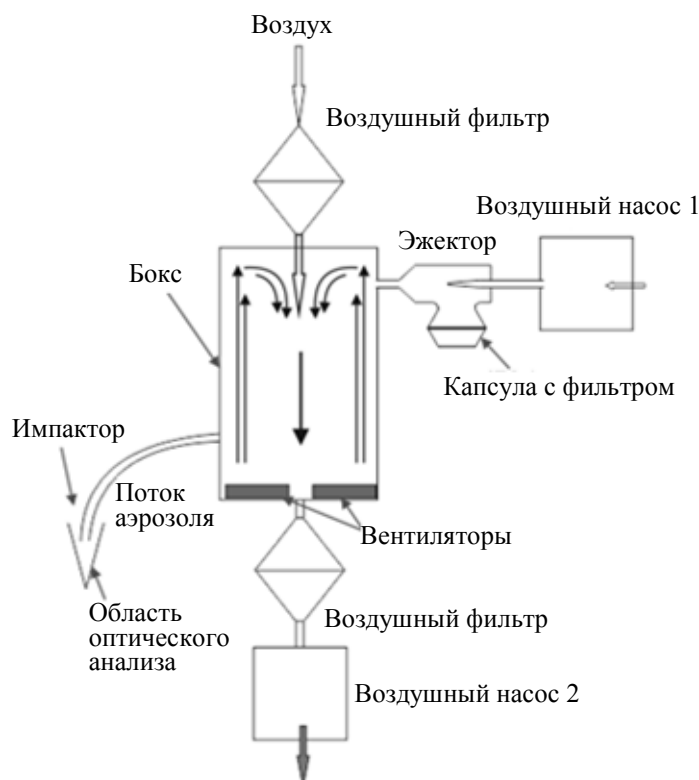 Воздух
Воздушный фильтр
Воздушный насос 1
Эжектор
Бокс
Капсула с фильтром
Импактор
Поток
аэрозоля
Вентиляторы
Область
оптического
анализа
Воздушный фильтр
Воздушный насос 2